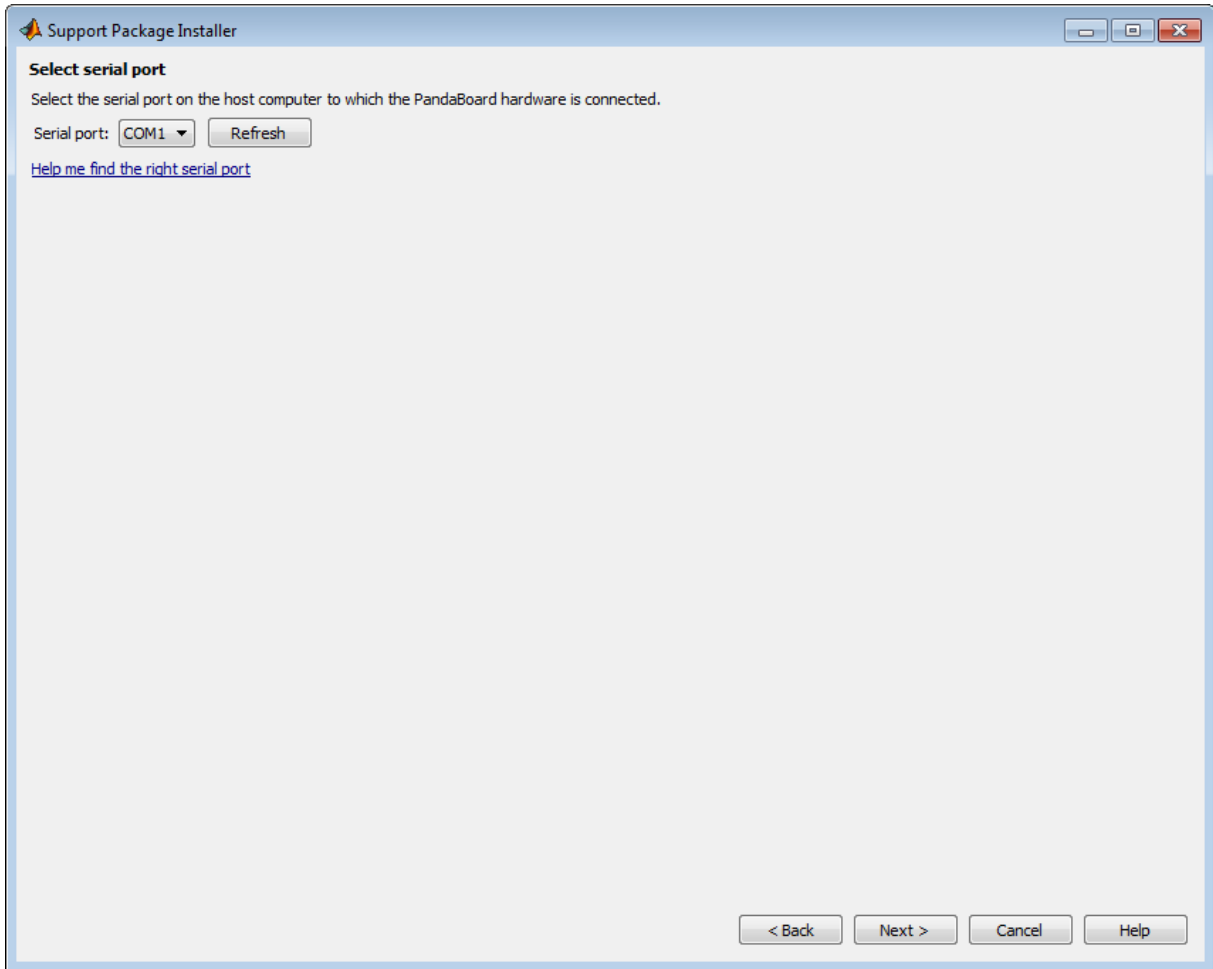 Support Package Installer
Select serial port
Select the serial port on the host computer to which the PandaBoard hardware is connected.
Serial port: COM1 Refresh
Help me find the right serial port
< Back Next > Cancel Help